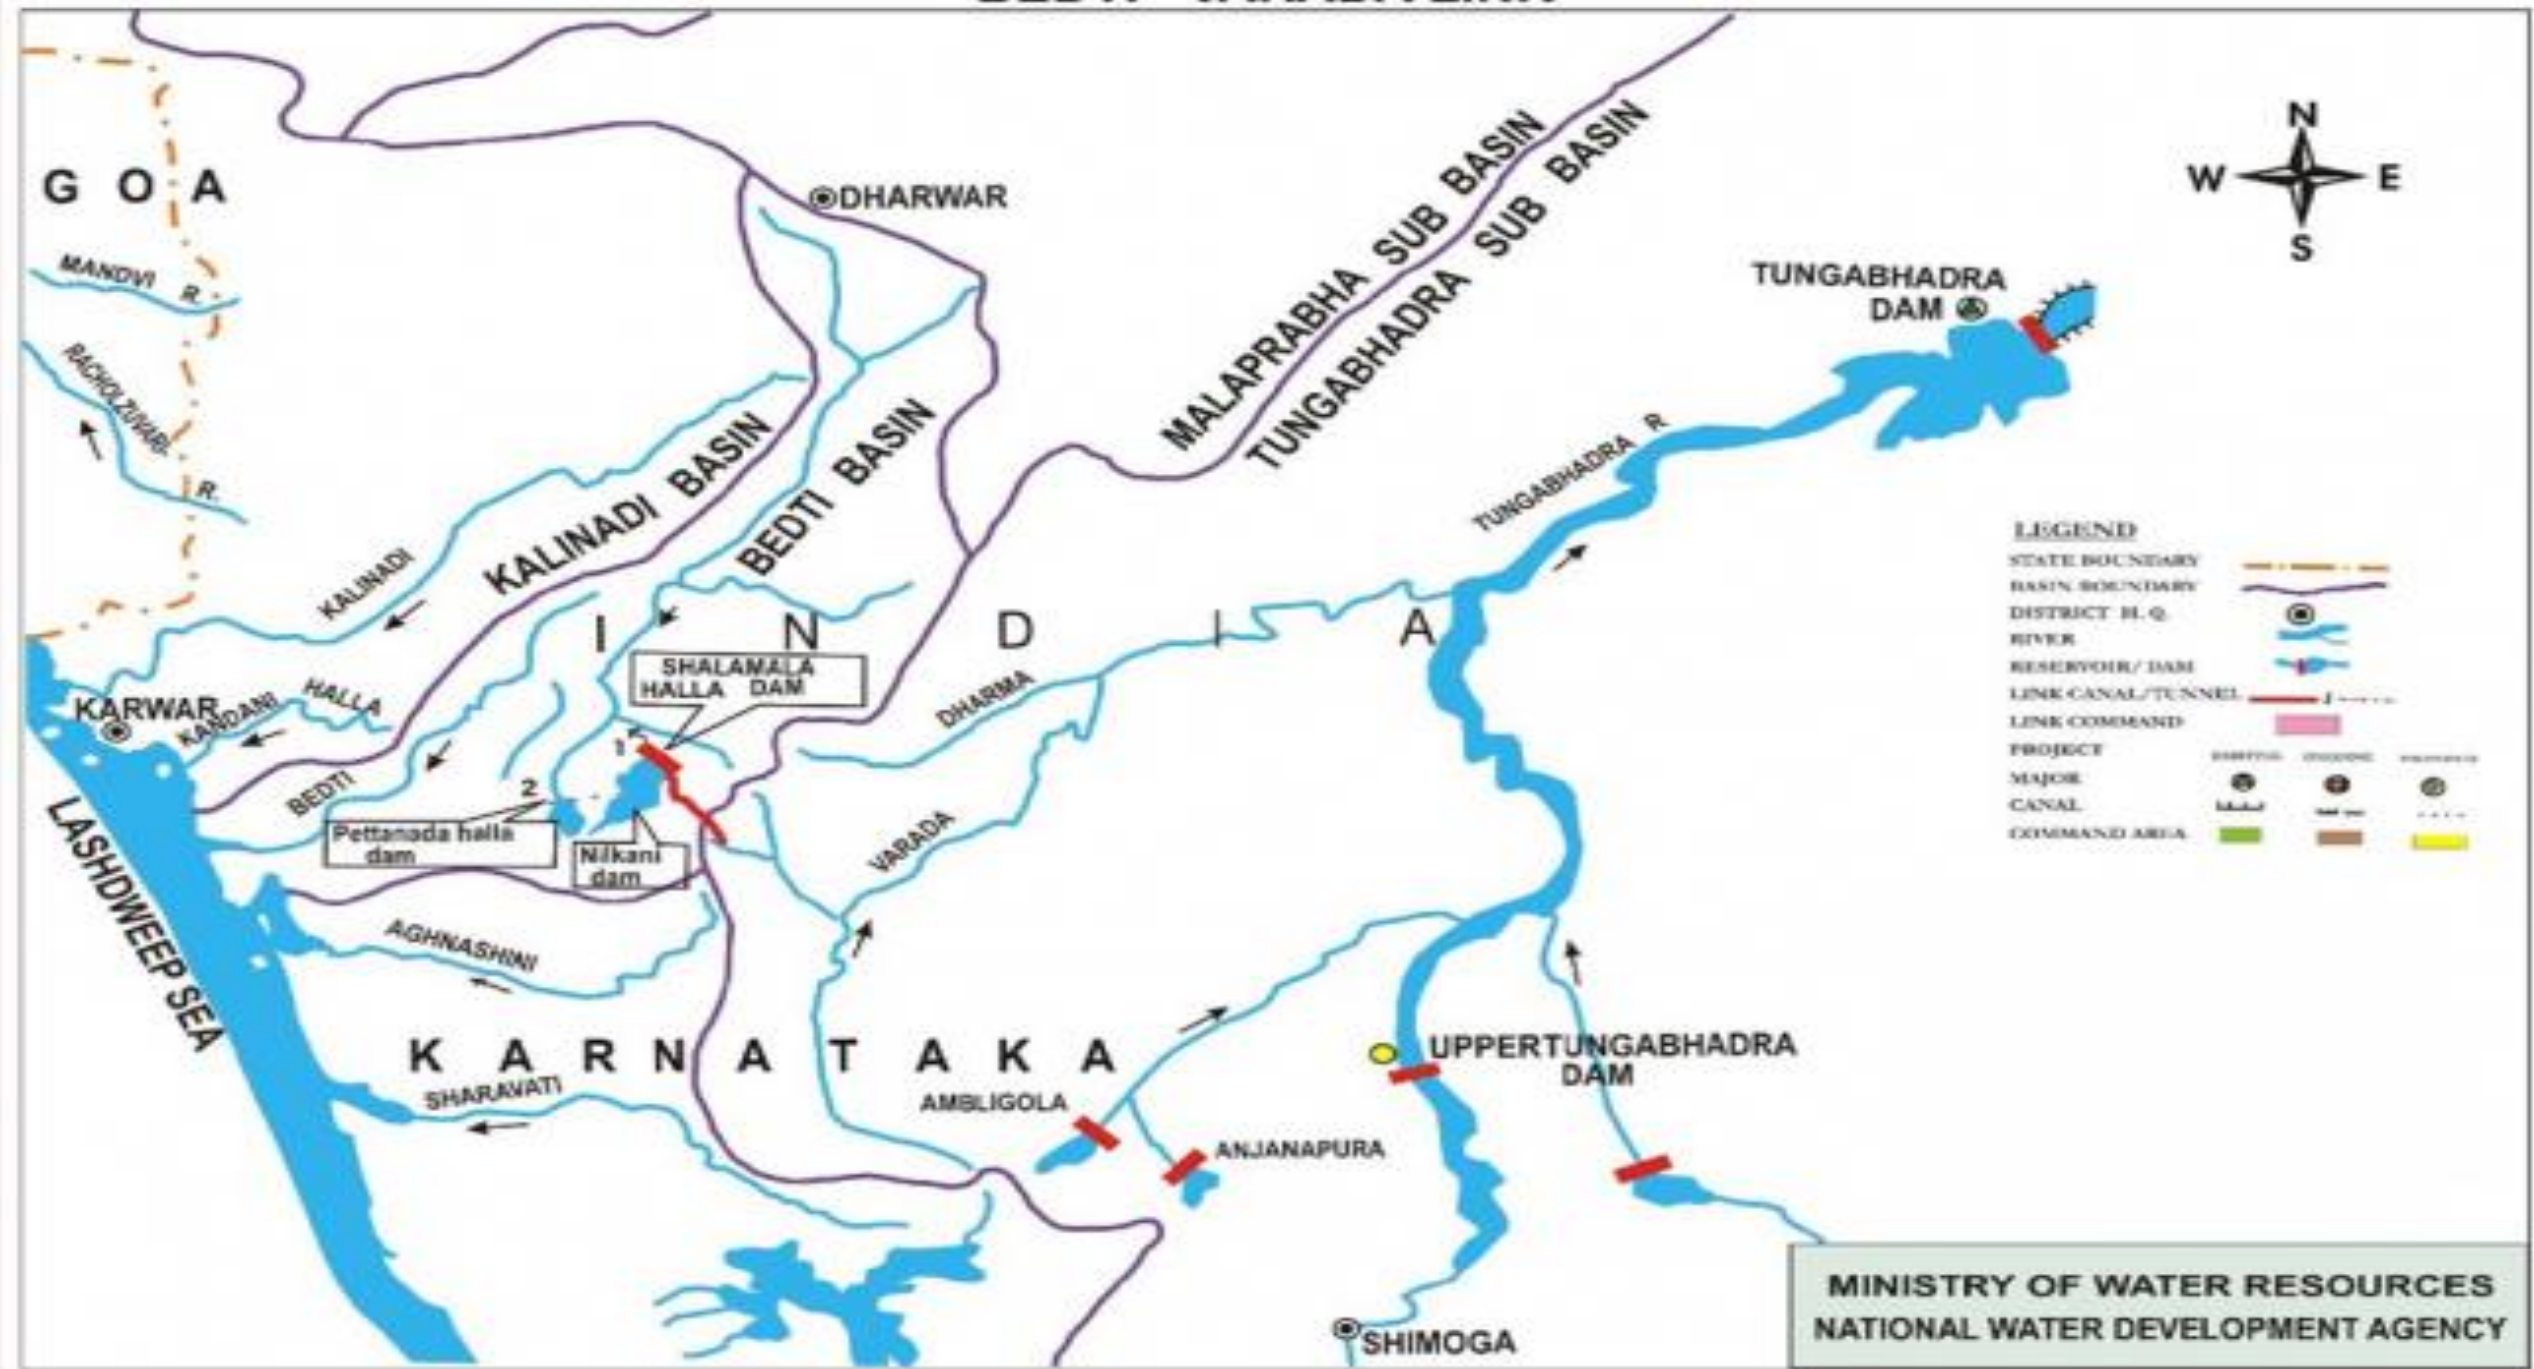 N
W E
S
G O A
DHARWAR
MALAPRABHA SUB BASIN
TUNGABHADRA SUB BASIN
MANDVI R.
TUNGABHADRA
DAM
RACHOLZUVARI
R.
TUNGABHADRA R
KALINADI BASIN
BEDTI BASIN
KALINADI
LEGEND
STATE BOUNDARY
BASIN BOUNDARY
DISTRICT H. Q.
RIVER
RESERVOIR/ DAM
LINK CANAL/TUNNEL
LINK COMMAND
PROJECT
MAJOR
CANAL
COMMAND AREA
I N D I A
SHALAMALA
HALLA DAM
KARWAR
KANDANI HALLA
DHARMA
1
2
BEDTI
Pettanada halla
dam
Nilkani
dam
VARADA
LASHDWEEP SEA
AGHNASHINI
KARNATAKA
UPPERTUNGABHADRA
DAM
SHARAVATI
AMBLIGOLA
ANJANAPURA
SHIMOGA
MINISTRY OF WATER RESOURCES
NATIONAL WATER DEVELOPMENT AGENCY